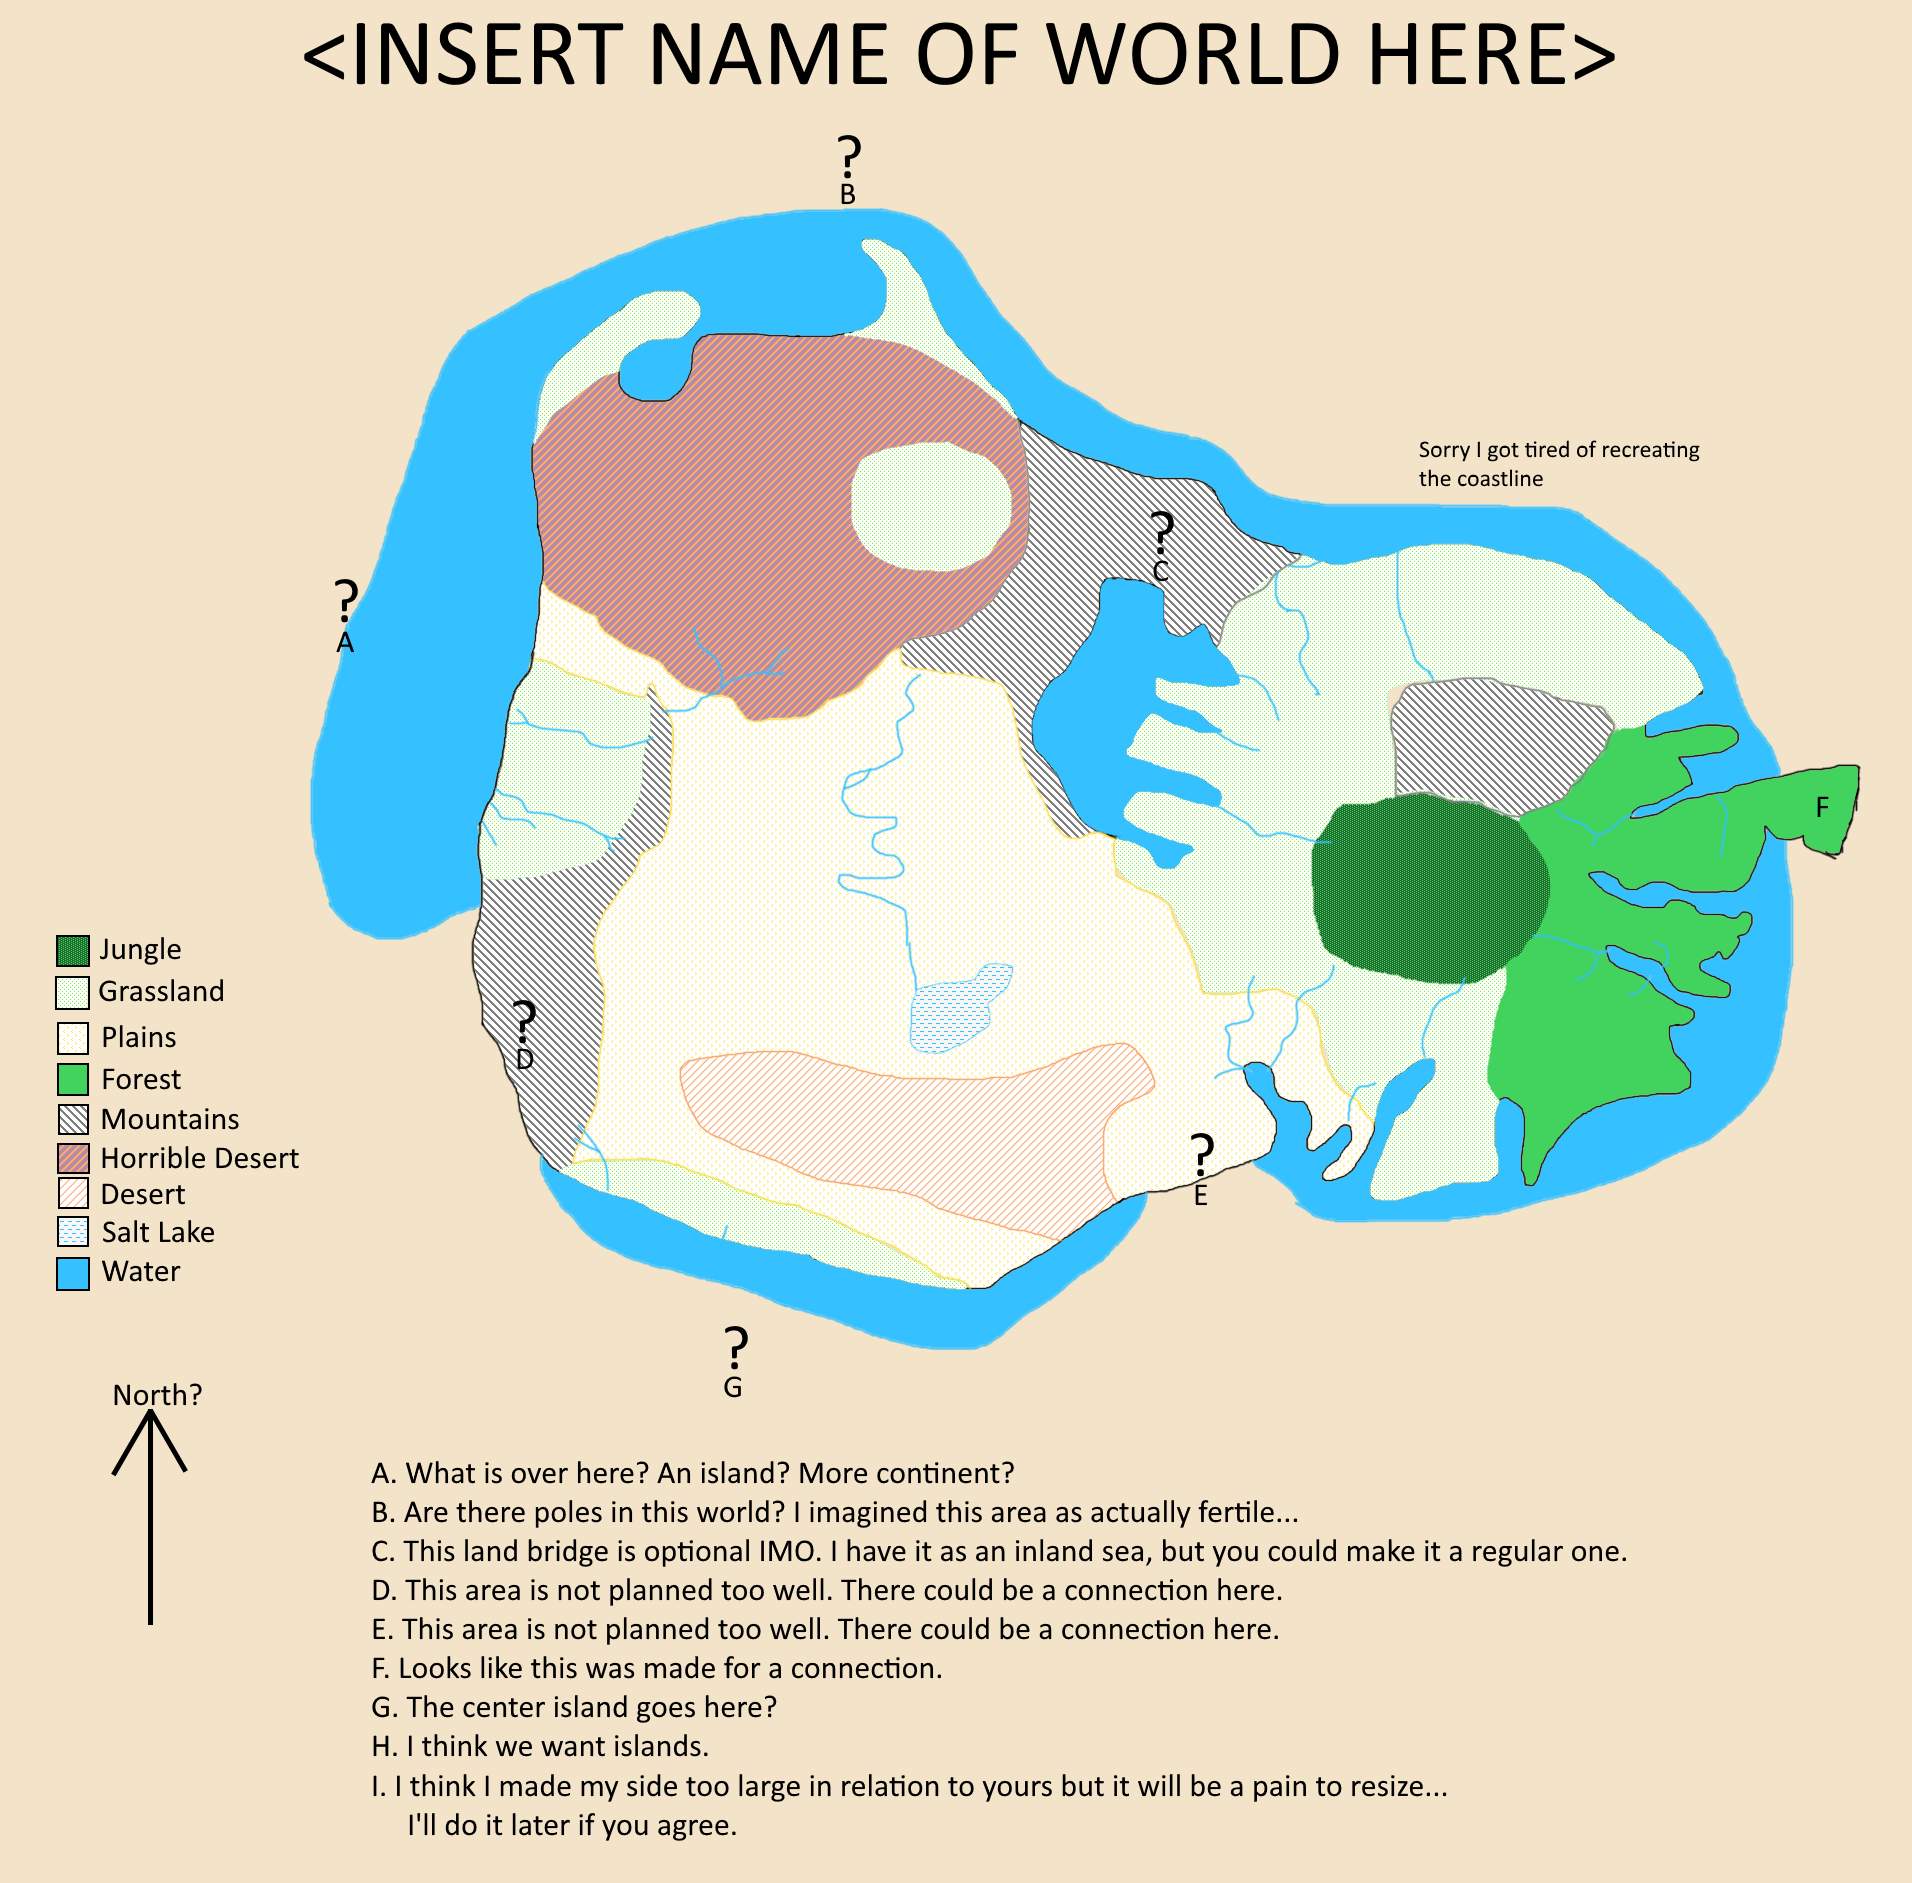 <INSERT NAME OF WORLD HERE>
?
B
Sorry I got tired of recreating
the coastline
?
C
?
A
F
Jungle
Grassland
Plains
Forest
Mountains
Horrible Desert
Desert
Salt Lake
Water
?
D
?
E
?
G
North?
A. What is over here? An island? More continent?
B. Are there poles in this world? I imagined this area as actually fertile...
C. This land bridge is optional IMO. I have it as an inland sea, but you could make it a regular one.
D. This area is not planned too well. There could be a connection here.
E. This area is not planned too well. There could be a connection here.
F. Looks like this was made for a connection.
G. The center island goes here?
H. I think we want islands.
I. I think I made my side too large in relation to yours but it will be a pain to resize...
I'll do it later if you agree.